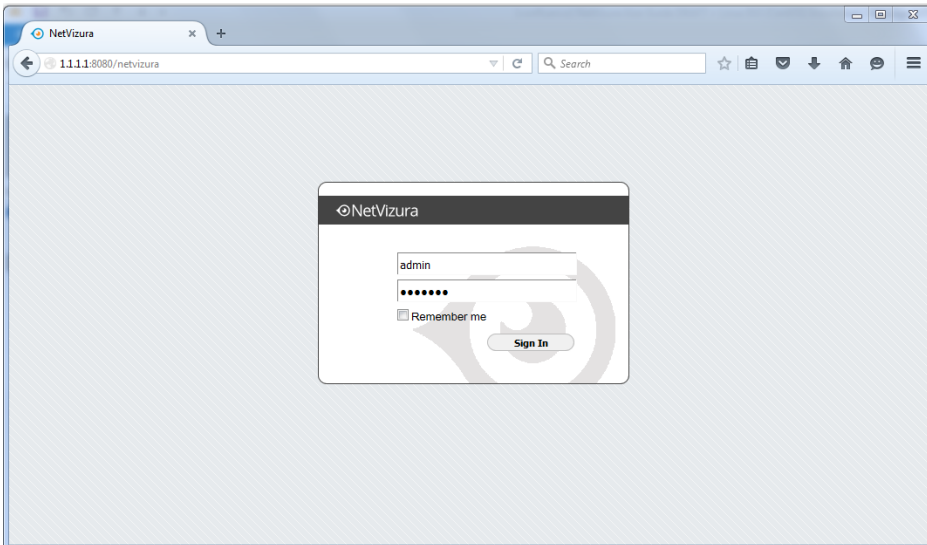 NetVizura
1.1.1.1:8080/netvizura
Search
NetVizura
admin
•••••••
Remember me
Sign In